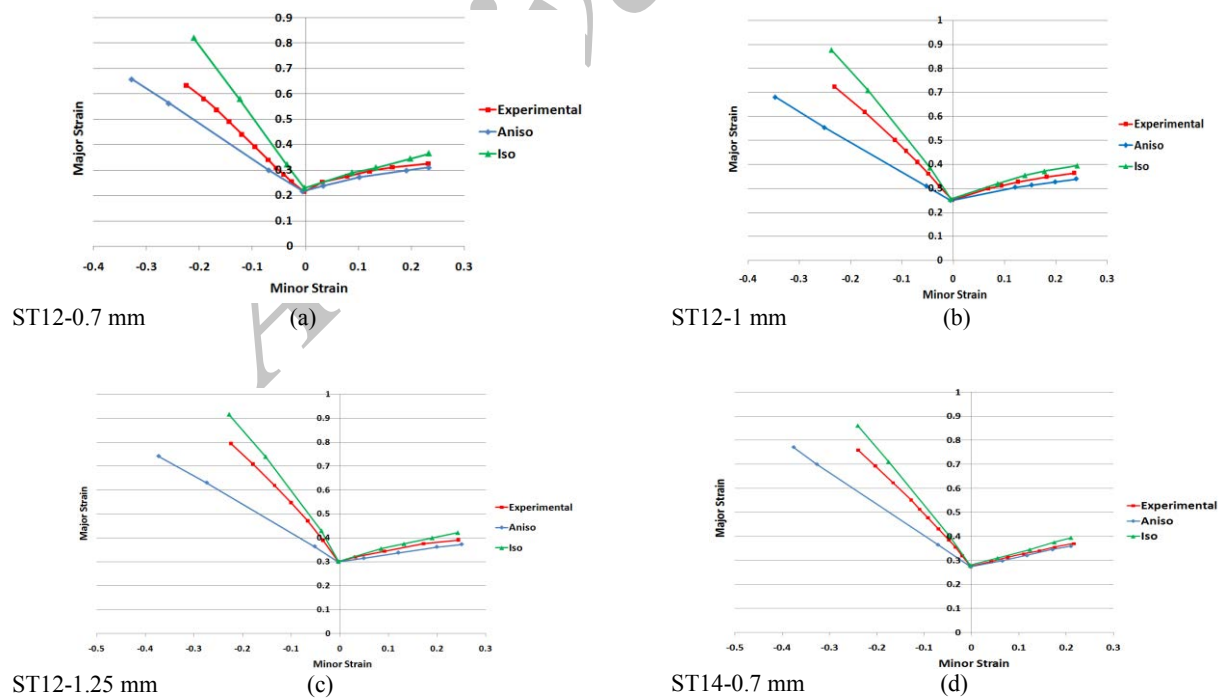 0.9
0.8
0.7
0.6
0.5
0.4
0.3
0.2
0.1
0
-0.4 -0.3 -0.2 -0.1 0 0.1 0.2 0.3
Major Strain
Minor Strain
Experimental
Aniso
Iso
ST12-0.7 mm (a)
1
0.9
0.8
0.7
0.6
0.5
0.4
0.3
0.2
0.1
0
-0.4 -0.3 -0.2 -0.1 0 0.1 0.2 0.3
Major Strain
Minor Strain
Experimental
Aniso
Iso
ST12-1 mm (b)
1
0.9
0.8
0.7
0.6
0.5
0.4
0.3
0.2
0.1
0
-0.5 -0.4 -0.3 -0.2 -0.1 0 0.1 0.2 0.3
Major Strain
Minor Strain
Experimental
Aniso
Iso
ST12-1.25 mm (c)
1
0.9
0.8
0.7
0.6
0.5
0.4
0.3
0.2
0.1
0
-0.5 -0.4 -0.3 -0.2 -0.1 0 0.1 0.2 0.3
Major Strain
Minor Strain
Experimental
Aniso
Iso
ST14-0.7 mm (d)